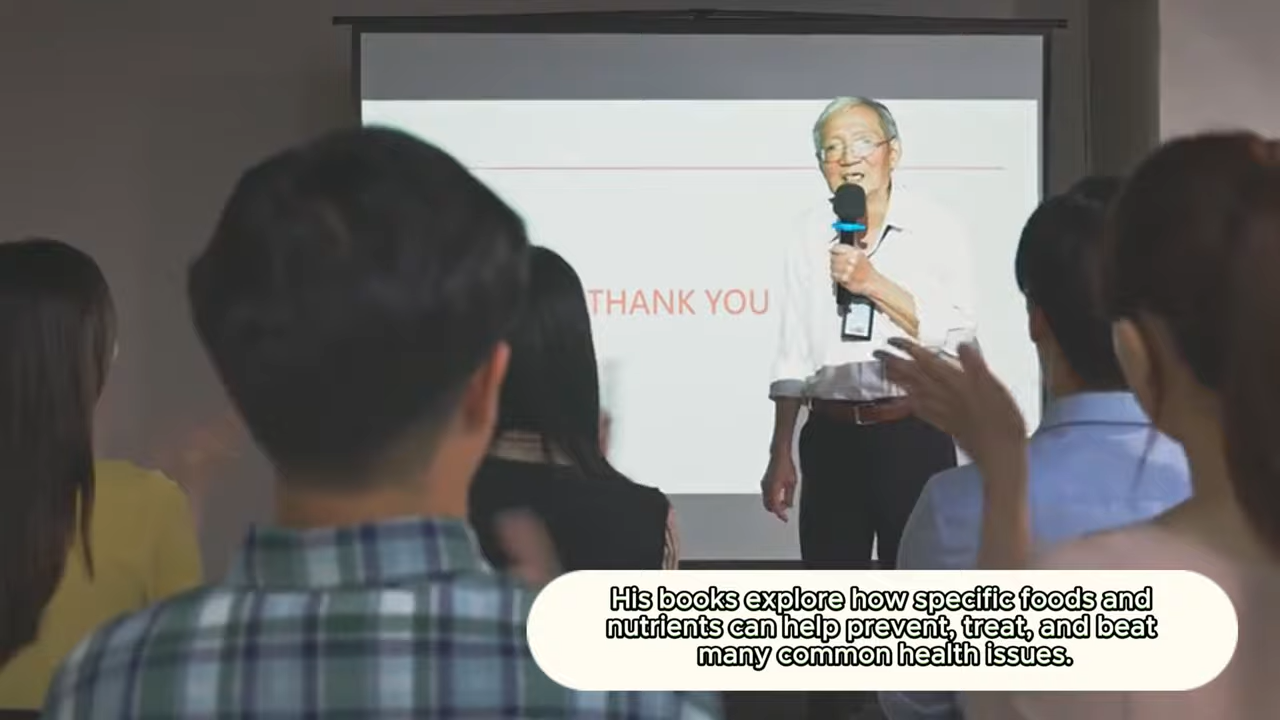 THANK YOU
His books explore how specific foods and
nutrients can help prevent, treat, and beat
many common health issues.